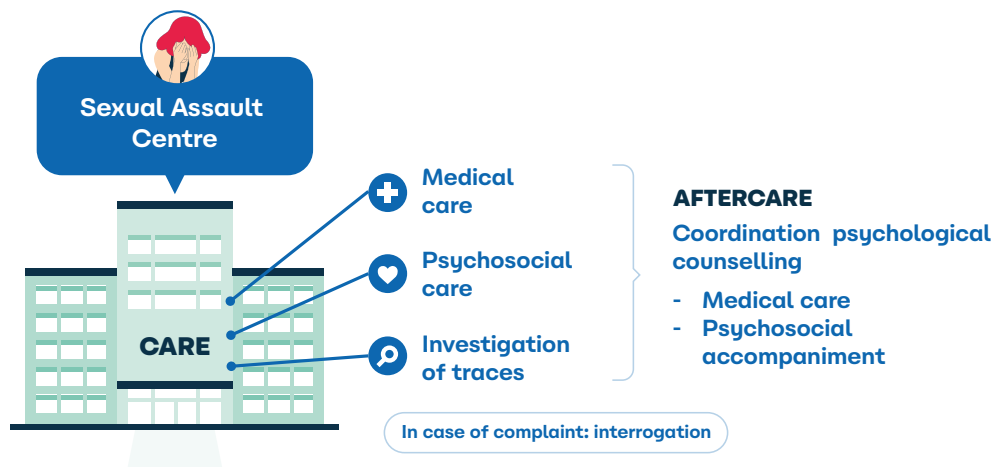 Sexual Assault
Centre
CARE
Medical
care
Psychosocial
care
Investigation
of traces
In case of complaint: interrogation
AFTERCARE
Coordination psychological
counselling
- Medical care
- Psychosocial
accompaniment